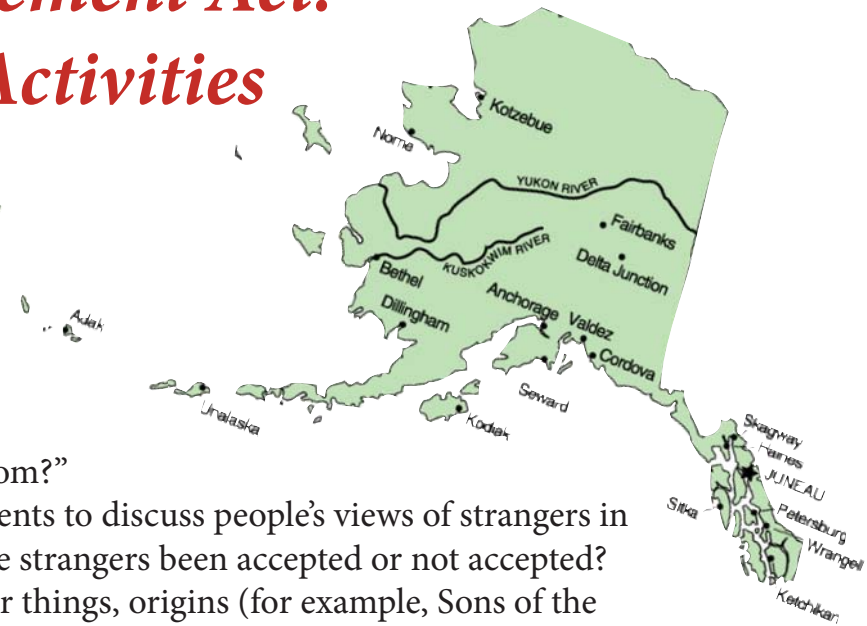 ement Act:
Activities
Kotzebue
Nome
YUKON RIVER
Fairbanks
KUSKOKWIM RIVER
Delta Junction
Bethel
Anchorage
Valdez
Dillingham
Cordova
Adak
Seward
Unalaska
Kodiak
Skagway
Haines
JUNEAU
Sitka
Petersburg
Wrangell
Ketchikan
om?”
ents to discuss people’s views of strangers in
e strangers been accepted or not accepted?
r things, origins (for example, Sons of the